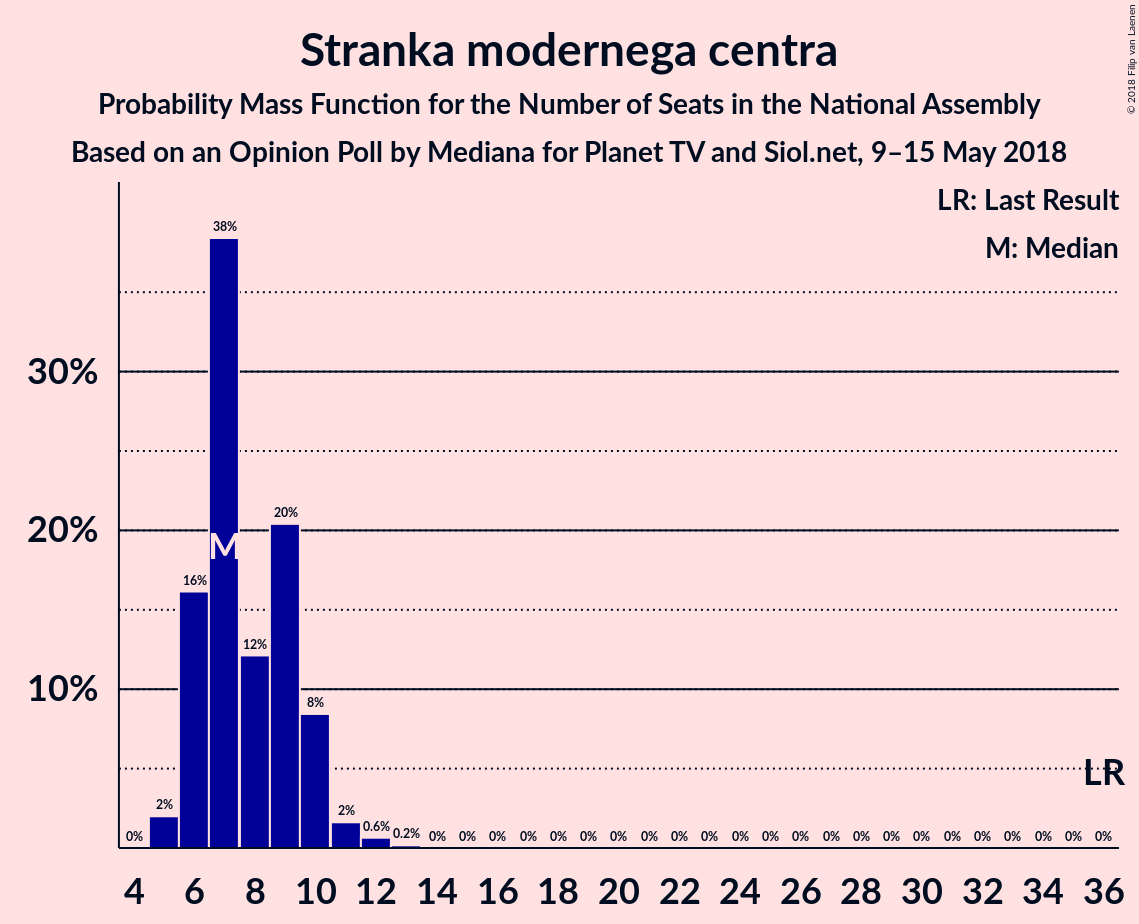 Stranka modernega centra
Probability Mass Function for the Number of Seats in the National Assembly
Based on an Opinion Poll by Mediana for Planet TV and Siol.net, 9–15 May 2018
© 2018 Filip van Laenen
LR: Last Result
M: Median
30%
20%
10%
0% 2% 16% 38% 12% 20% 8% 2% 0.6% 0.2% 0% 0% 0% 0% 0% 0% 0% 0% 0% 0% 0% 0% 0% 0% 0% 0% 0% 0% 0% 0% 0% 0% 0%
M
LR
4 6 8 10 12 14 16 18 20 22 24 26 28 30 32 34 36